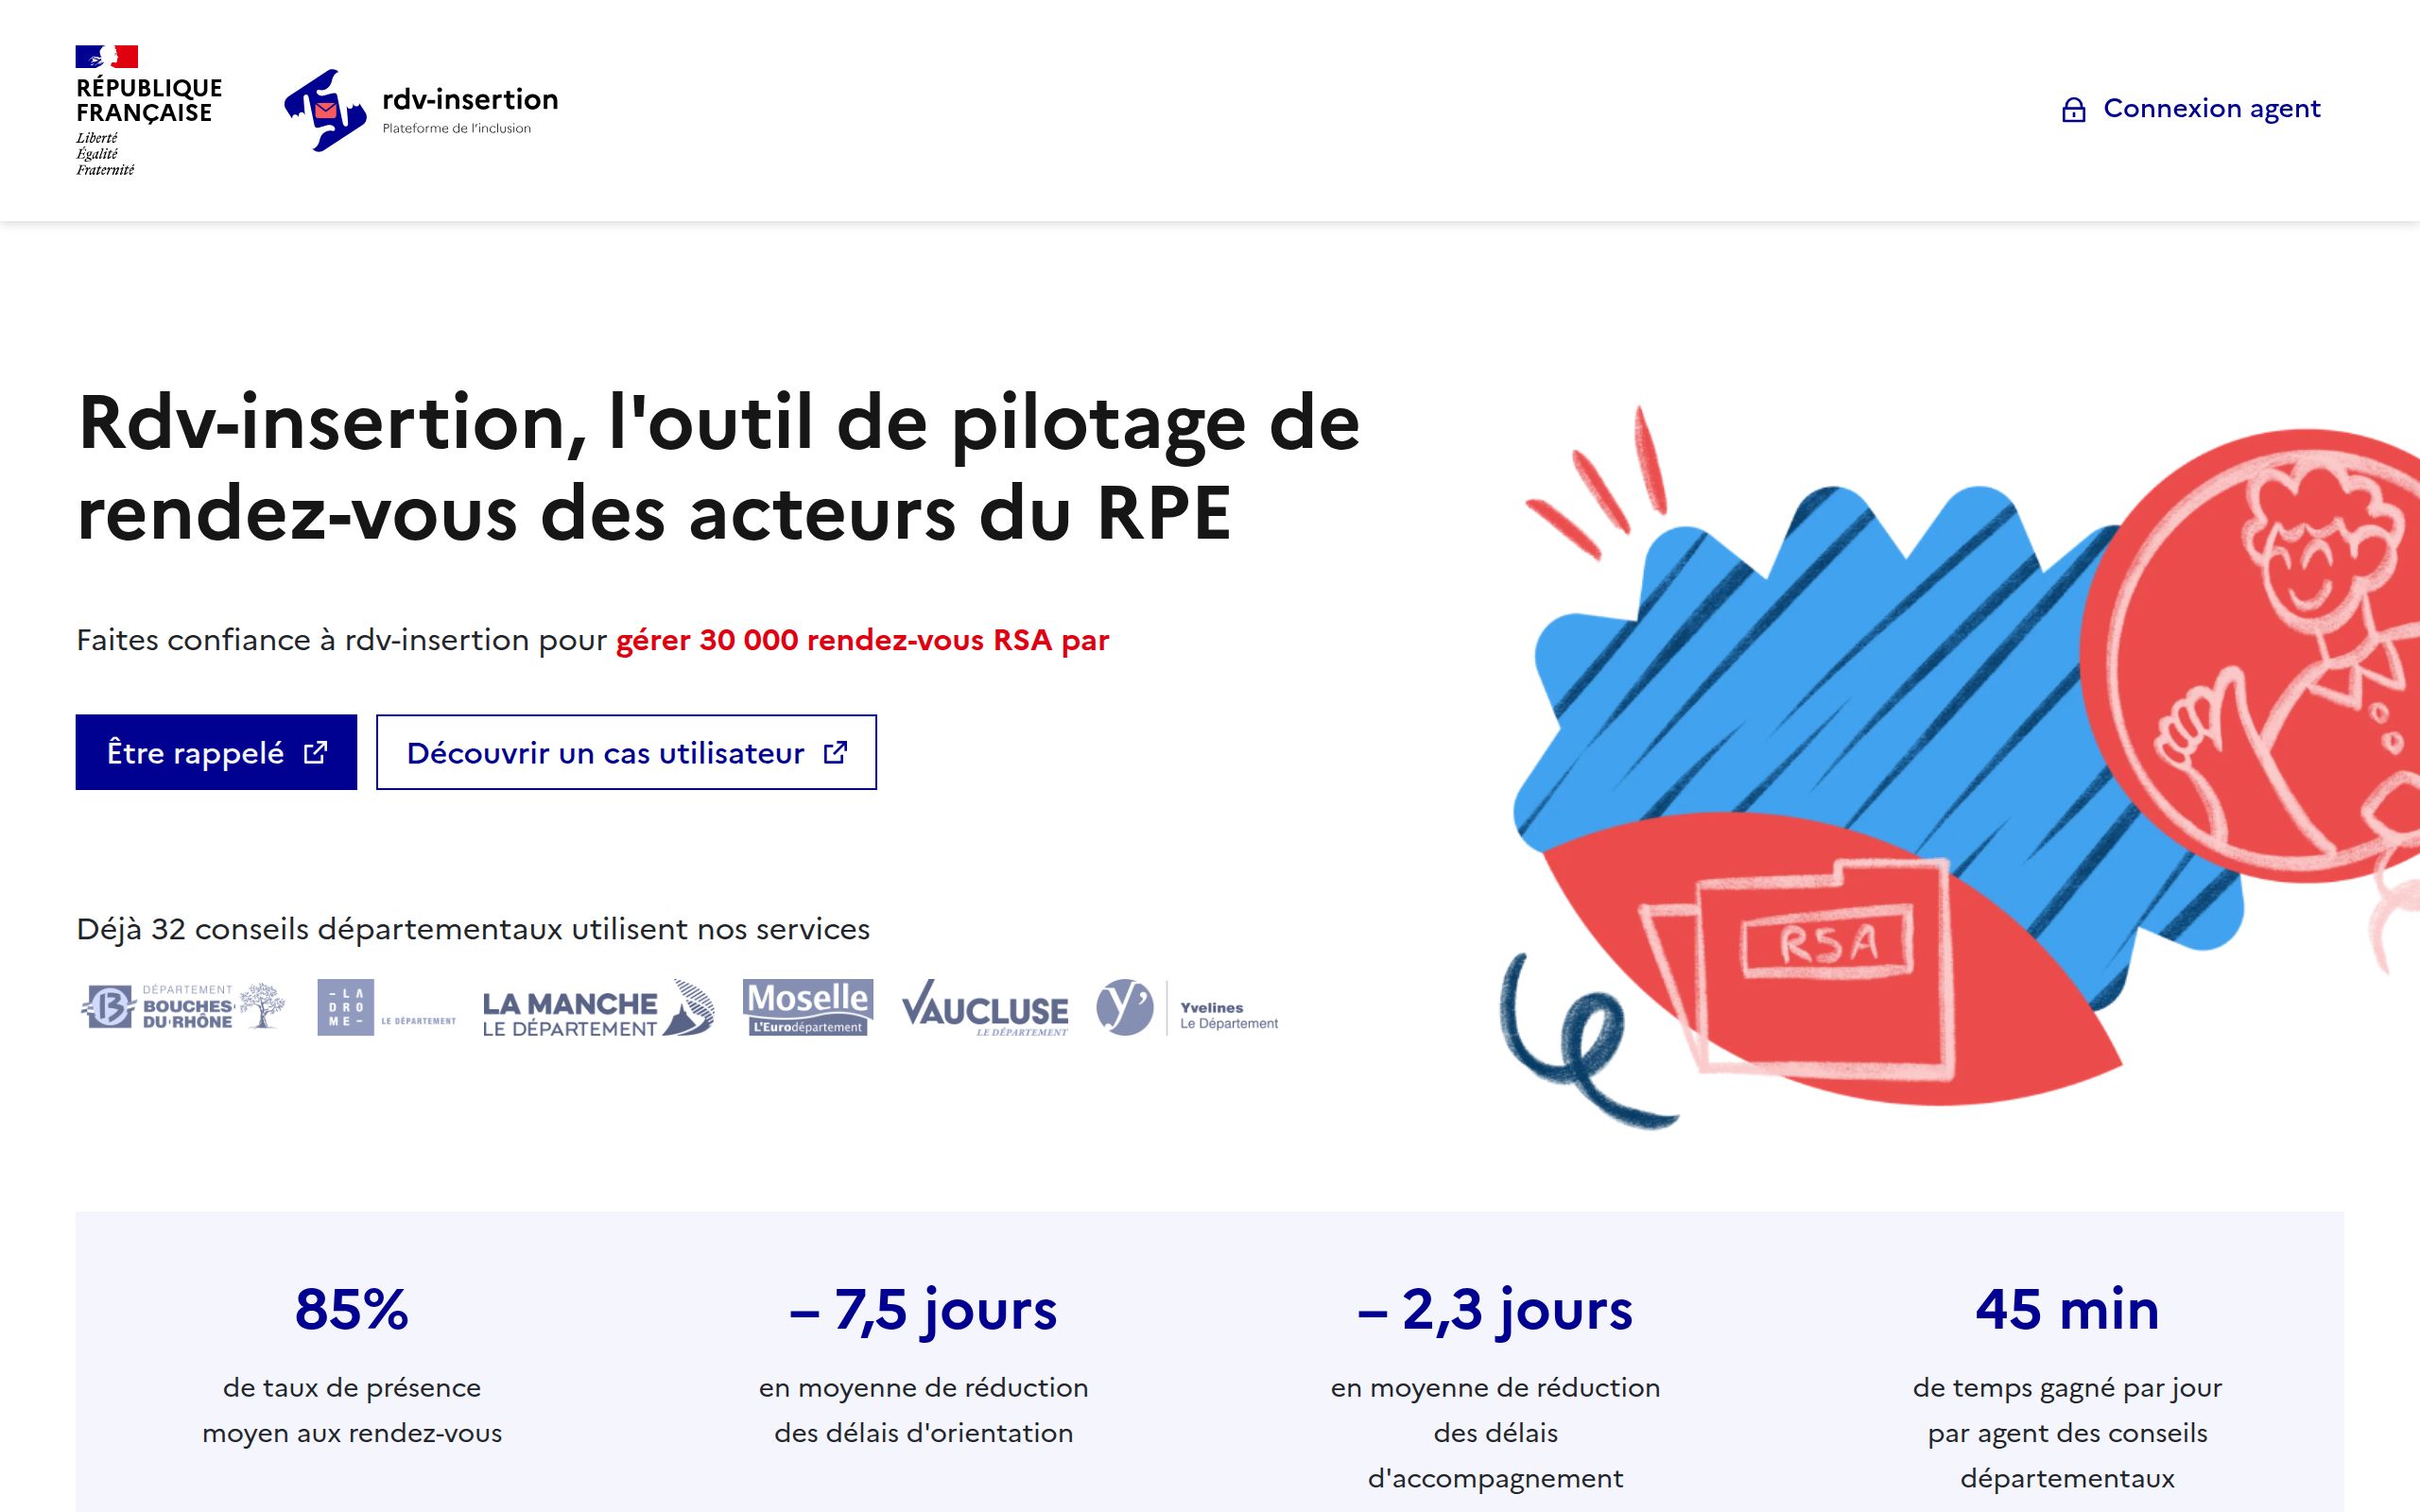 RÉPUBLIQUE
FRANÇAISE
Liberté
Égalité
Fraternité
rdv-insertion
Plateforme de l'inclusion
Connexion agent
Rdv-insertion, l'outil de pilotage de
rendez-vous des acteurs du RPE
Faites confiance à rdv-insertion pour gérer 30 000 rendez-vous RSA par
Être rappelé
Découvrir un cas utilisateur
RSA
Déjà 32 conseils départementaux utilisent nos services
DÉPARTEMENT
BOUCHES-
DU-RHÔNE
– LA
DRO
ME –
LE DÉPARTEMENT
LA MANCHE
LE DÉPARTEMENT
Moselle
L'Eurodépartement
VAUCLUSE
LE DÉPARTEMENT
y'
Yvelines
Le Département
85%
de taux de présence
moyen aux rendez-vous
– 7,5 jours
en moyenne de réduction
des délais d'orientation
– 2,3 jours
en moyenne de réduction
des délais
d'accompagnement
45 min
de temps gagné par jour
par agent des conseils
départementaux